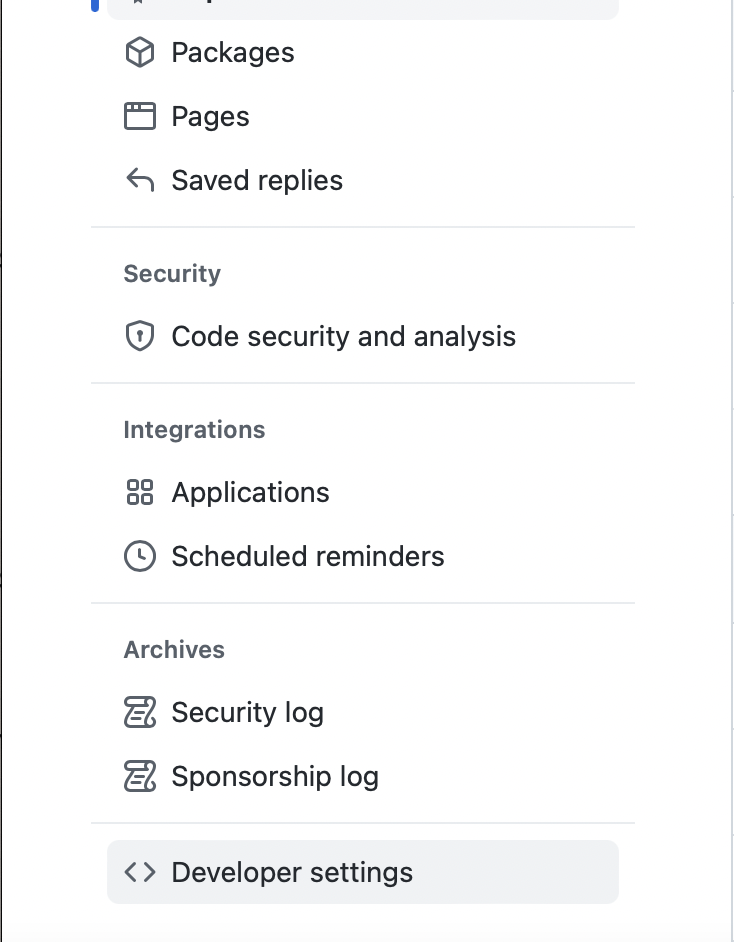 Packages
Pages
Saved replies
Security
Code security and analysis
Integrations
Applications
Scheduled reminders
Archives
Security log
Sponsorship log
Developer settings